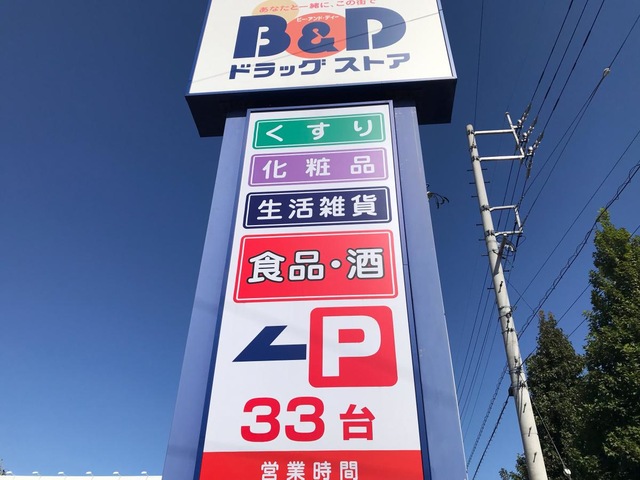 あなたと一緒に、この街で
ビーアンド・ディー
B&D
ドラッグストア
くすり
化粧品
生活雑貨
食品・酒
P
33台
営業時間